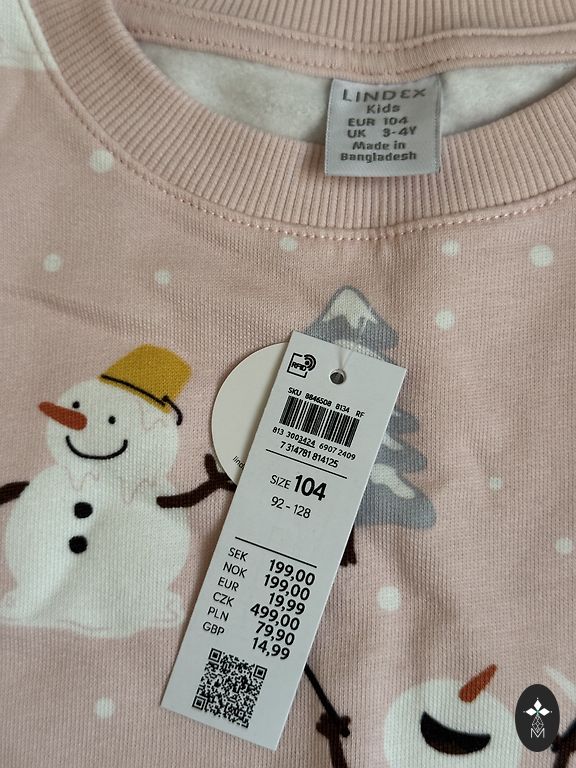 LINDEX
Kids
EUR 104
UK 3-4Y
Made in
Bangladesh
RFID
SKU 8846508 8134 RF
813 3003424 6907 2409
7 314781 814125
SIZE 104
92 - 128
SEK 199,00
NOK 199,00
EUR 19,99
CZK 499,00
PLN 79,90
GBP 14,99